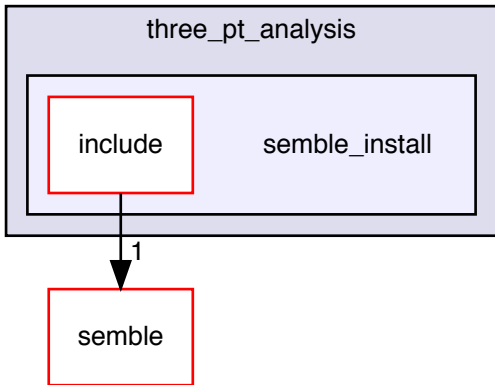 three_pt_analysis
include
semble_install
1
semble